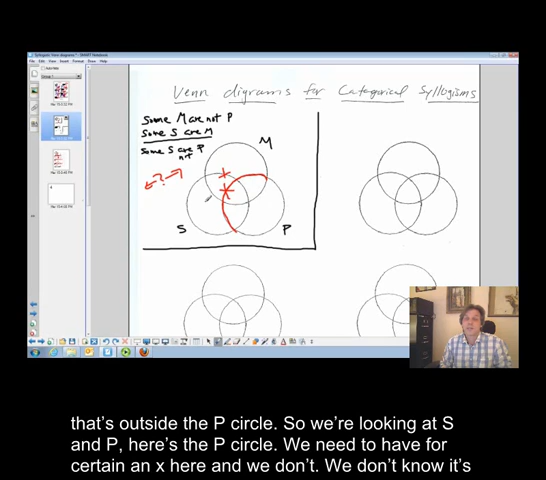 Venn digrams for Categorical Syllogisms
Some M are not P
Some S are M
Some S are P
not
M
←?→
S
P
that's outside the P circle. So we're looking at S
and P, here's the P circle. We need to have for
certain an x here and we don't. We don't know it's